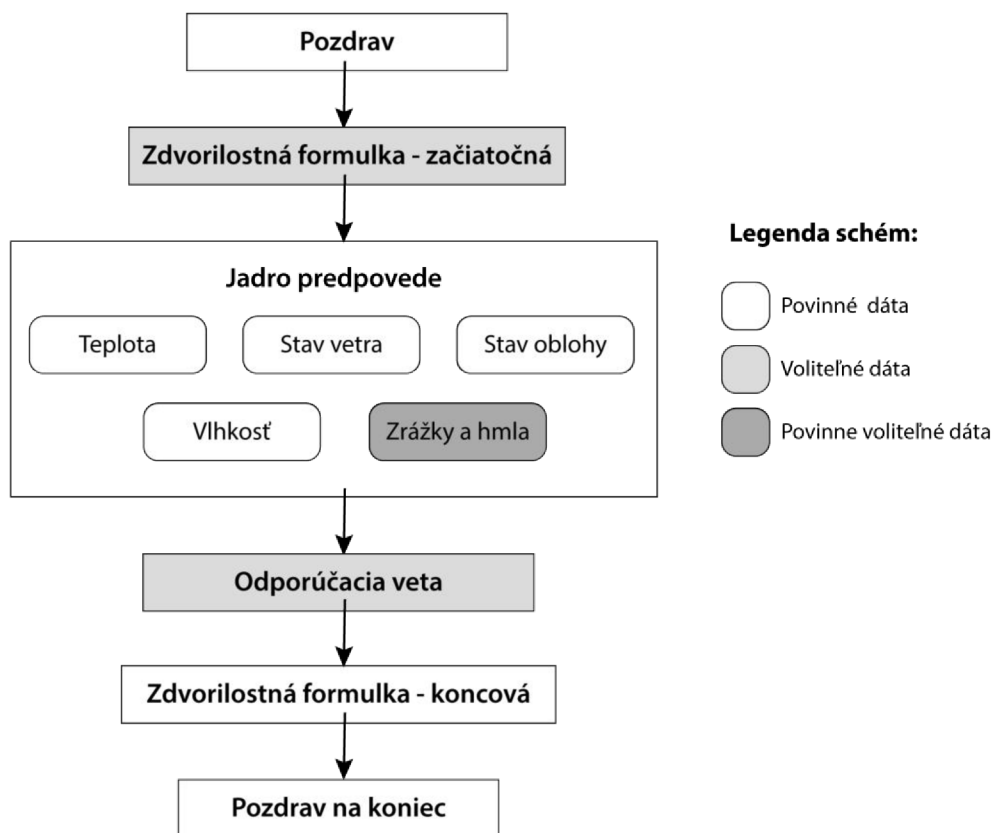 Pozdrav
Zdvorilostná formulka - začiatočná
Jadro predpovede
Teplota
Stav vetra
Stav oblohy
Vlhkosť
Zrážky a hmla
Odporúčacia veta
Zdvorilostná formulka - koncová
Pozdrav na koniec
Legenda schém:
Povinné dáta
Voliteľné dáta
Povinne voliteľné dáta